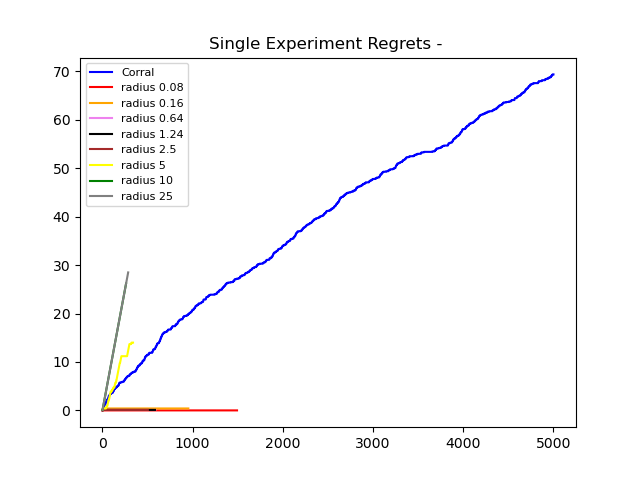 Single Experiment Regrets -
70
60
50
40
30
20
10
0
Corral
radius 0.08
radius 0.16
radius 0.64
radius 1.24
radius 2.5
radius 5
radius 10
radius 25
0 1000 2000 3000 4000 5000